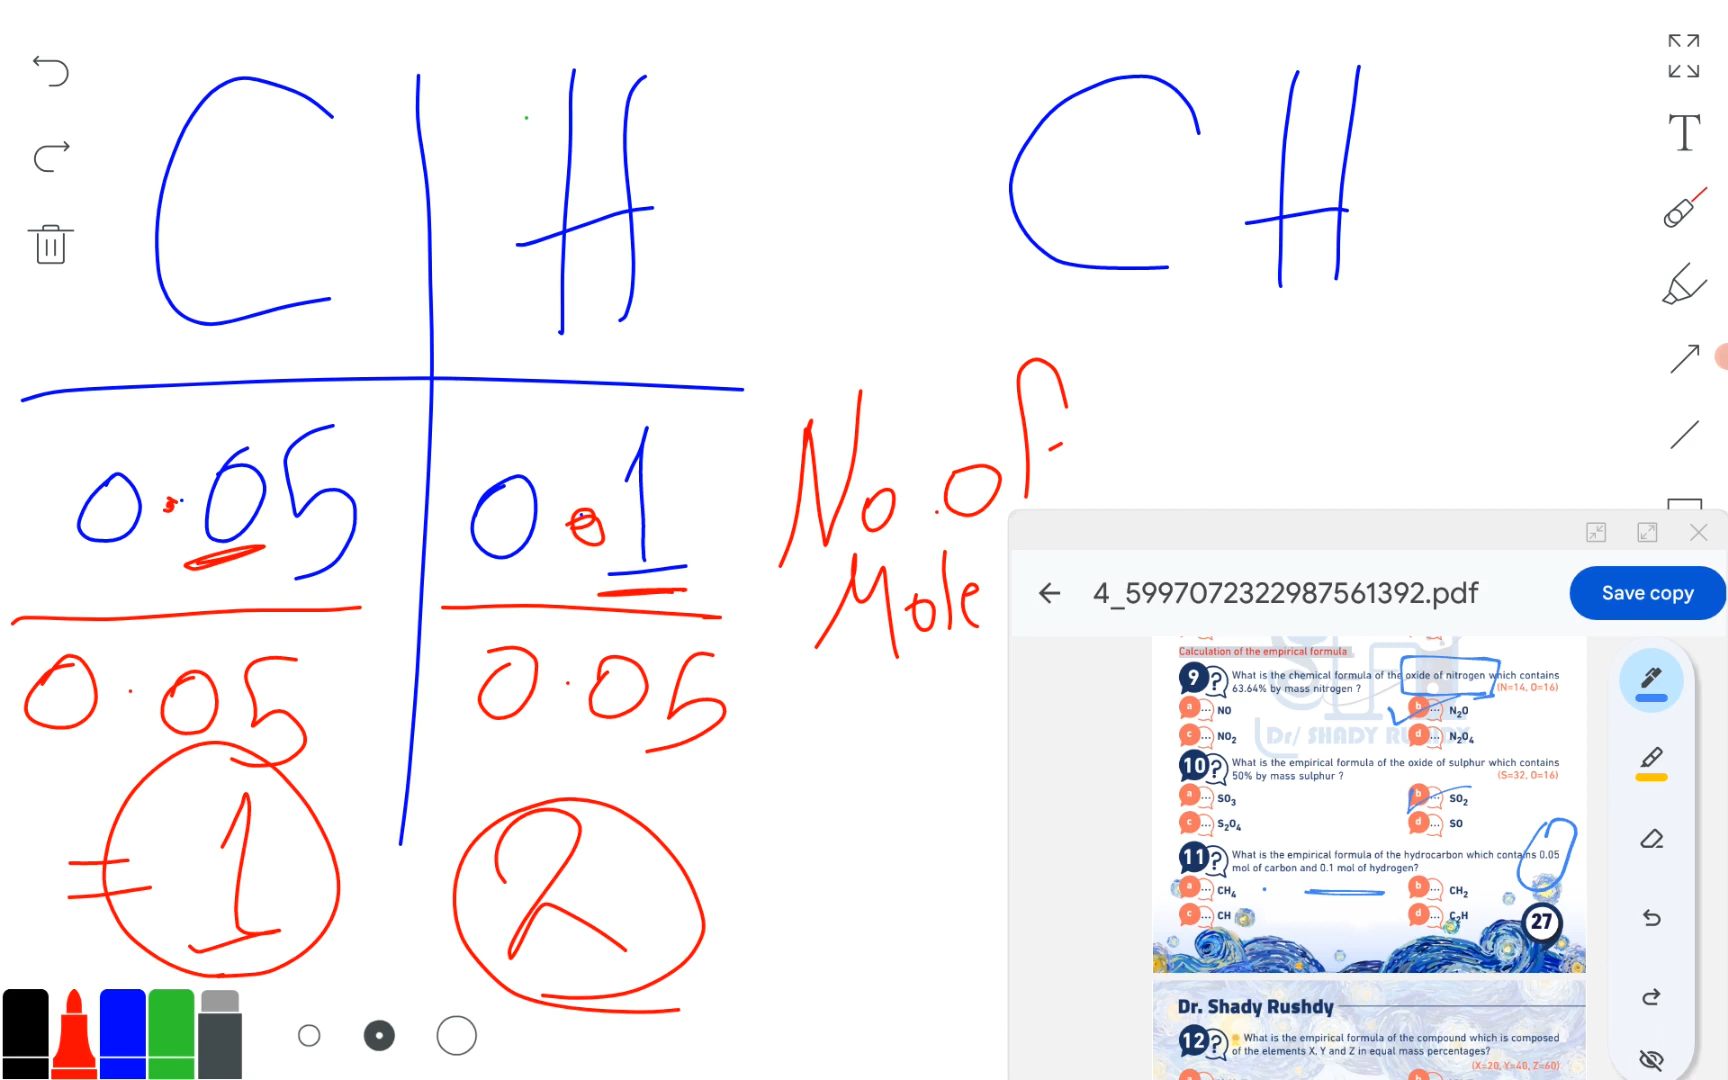 C H
C H
0.05 0.1
No. of
Mole
0.05 0.05
= 1 2
T
4_5997072322987561392.pdf
Save copy
Calculation of the empirical formula
9 ? What is the chemical formula of the oxide of nitrogen which contains
63.64% by mass nitrogen ? (N=14, O=16)
a ... NO b ... N₂O
c ... NO₂ d ... N₂O₄
Dr/ SHADY RUSHDY
10 ? What is the empirical formula of the oxide of sulphur which contains
50% by mass sulphur ? (S=32, O=16)
a ... SO₃ b ... SO₂
c ... S₂O₄ d ... SO
11 ? What is the empirical formula of the hydrocarbon which contains 0.05
mol of carbon and 0.1 mol of hydrogen?
a ... CH₄ b ... CH₂
c ... CH d ... C₂H
27
Dr. Shady Rushdy
12 ? What is the empirical formula of the compound which is composed
of the elements X, Y and Z in equal mass percentages?
(X=20, Y=40, Z=60)